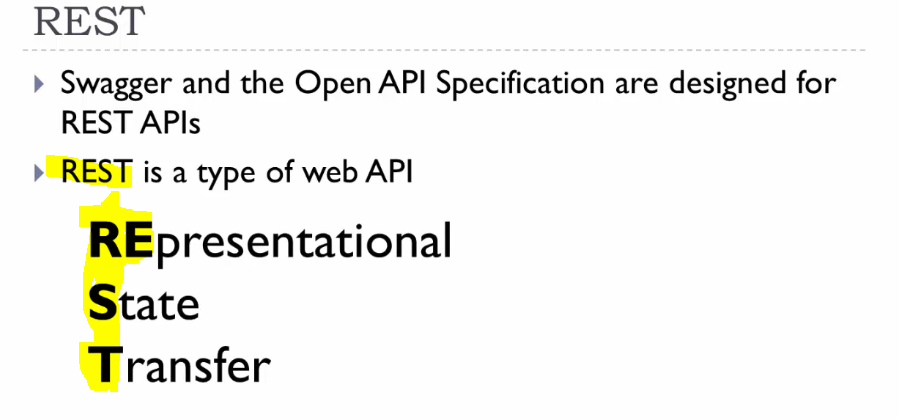 REST
Swagger and the Open API Specification are designed for
REST APIs
REST is a type of web API
REpresentational
State
Transfer